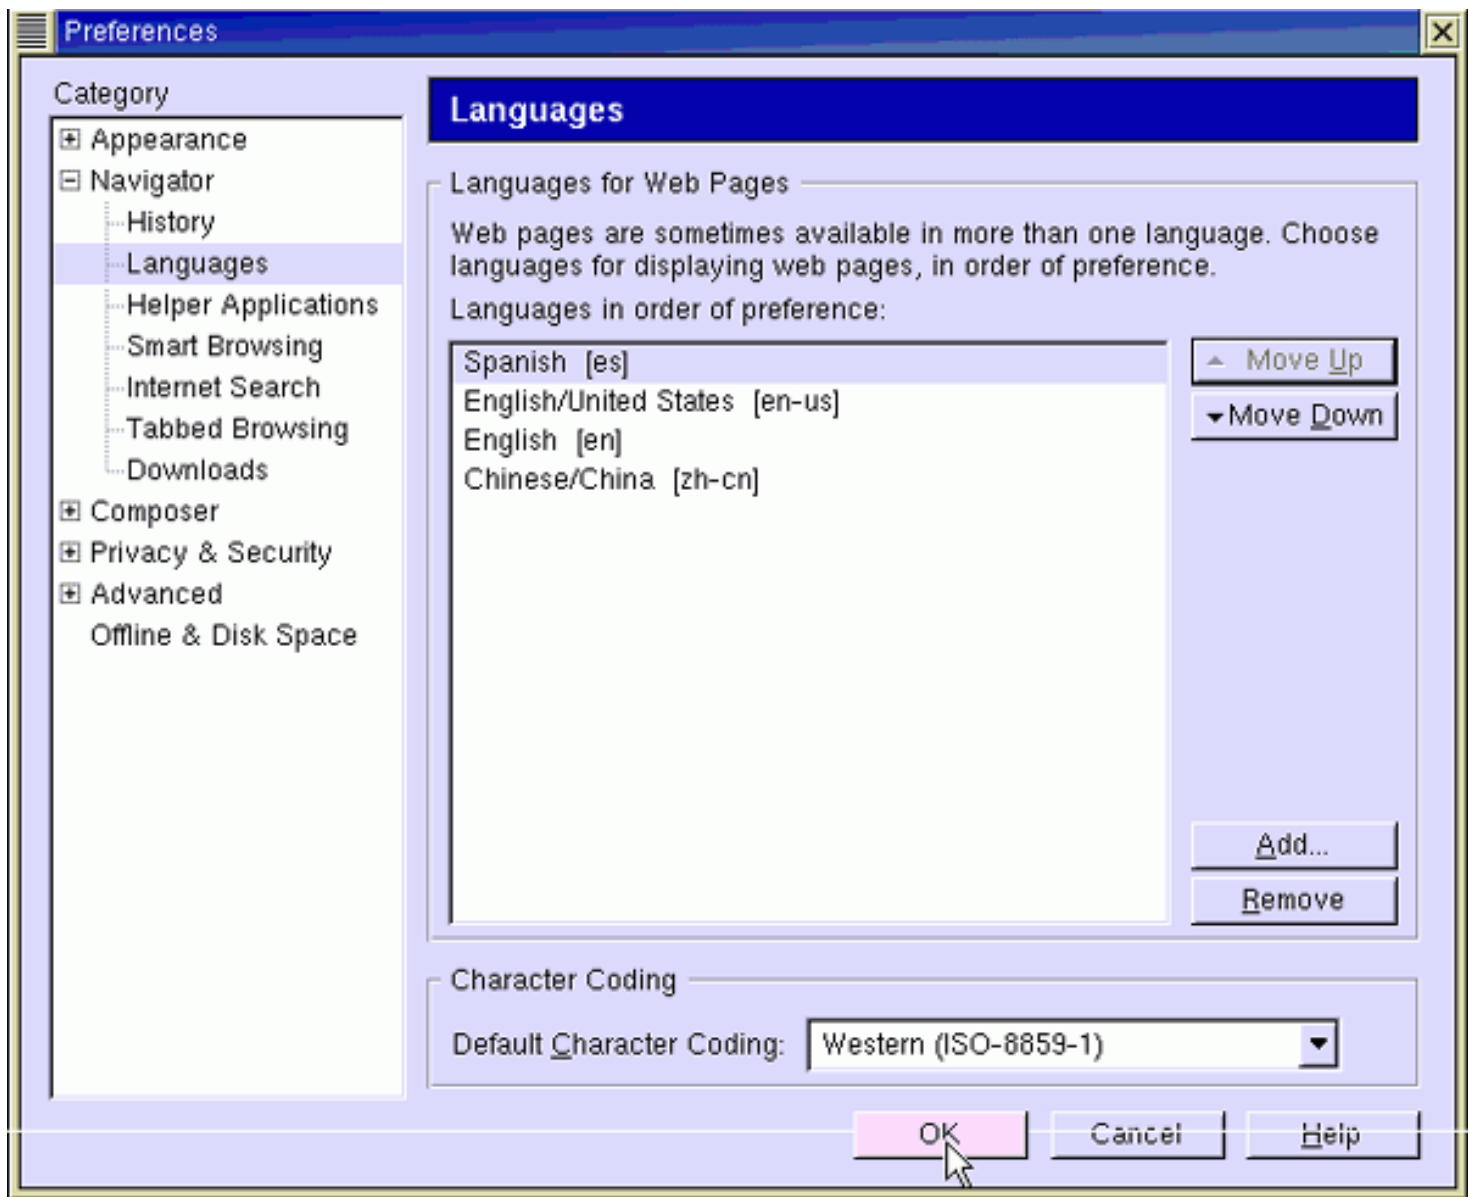 Preferences
Category
Appearance
Navigator
History
Languages
Helper Applications
Smart Browsing
Internet Search
Tabbed Browsing
Downloads
Composer
Privacy & Security
Advanced
Offline & Disk Space
Languages
Languages for Web Pages
Web pages are sometimes available in more than one language. Choose
languages for displaying web pages, in order of preference.
Languages in order of preference:
Spanish [es]
English/United States [en-us]
English [en]
Chinese/China [zh-cn]
Move Up
Move Down
Add...
Remove
Character Coding
Default Character Coding: Western (ISO-8859-1)
OK Cancel Help